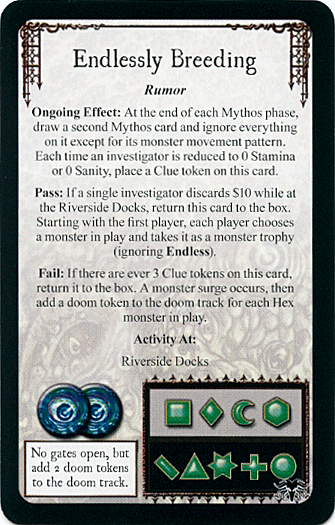 Endlessly Breeding
Rumor
Ongoing Effect: At the end of each Mythos phase,
draw a second Mythos card and ignore everything
on it except for its monster movement pattern.
Each time an investigator is reduced to 0 Stamina
or 0 Sanity, place a Clue token on this card.
Pass: If a single investigator discards $10 while at
the Riverside Docks, return this card to the box.
Starting with the first player, each player chooses
a monster in play and takes it as a monster trophy
(ignoring Endless).
Fail: If there are ever 3 Clue tokens on this card,
return it to the box. A monster surge occurs, then
add a doom token to the doom track for each Hex
monster in play.
Activity At:
Riverside Docks
No gates open, but
add 2 doom tokens
to the doom track.